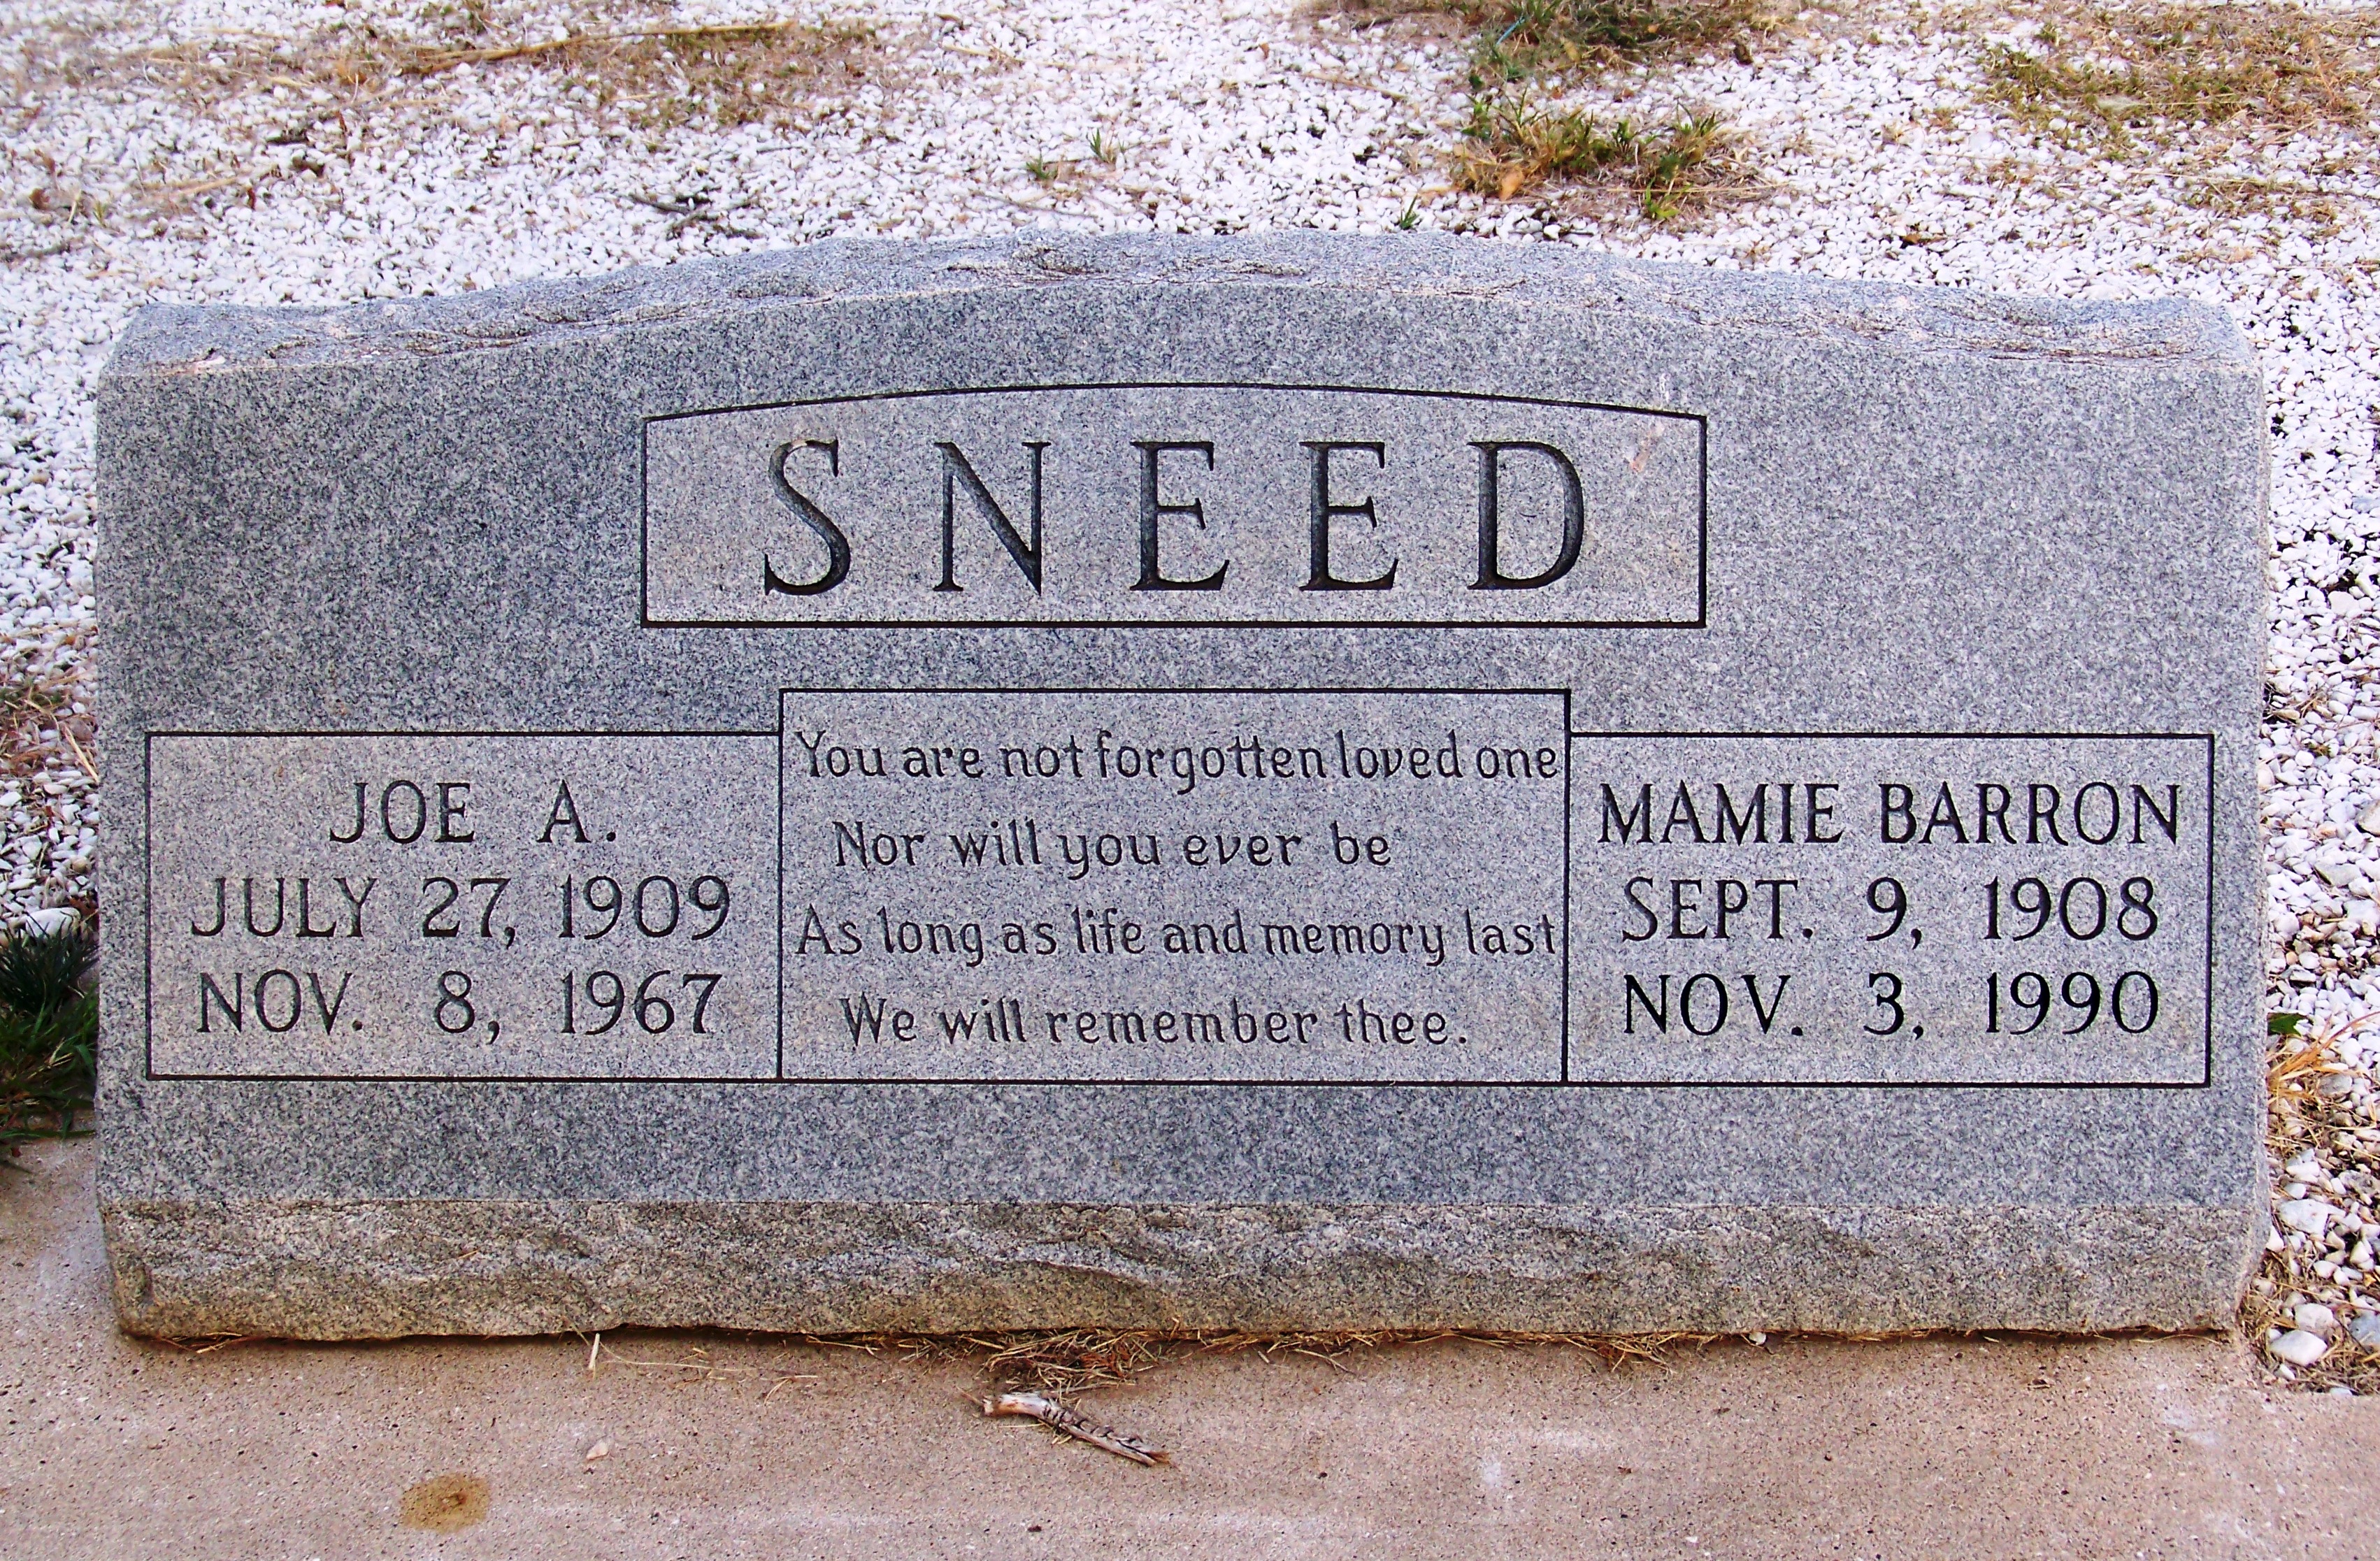 SNEED
JOE A.
JULY 27, 1909
NOV. 8, 1967
You are not forgotten loved one
Nor will you ever be
As long as life and memory last
We will remember thee.
MAMIE BARRON
SEPT. 9, 1908
NOV. 3, 1990